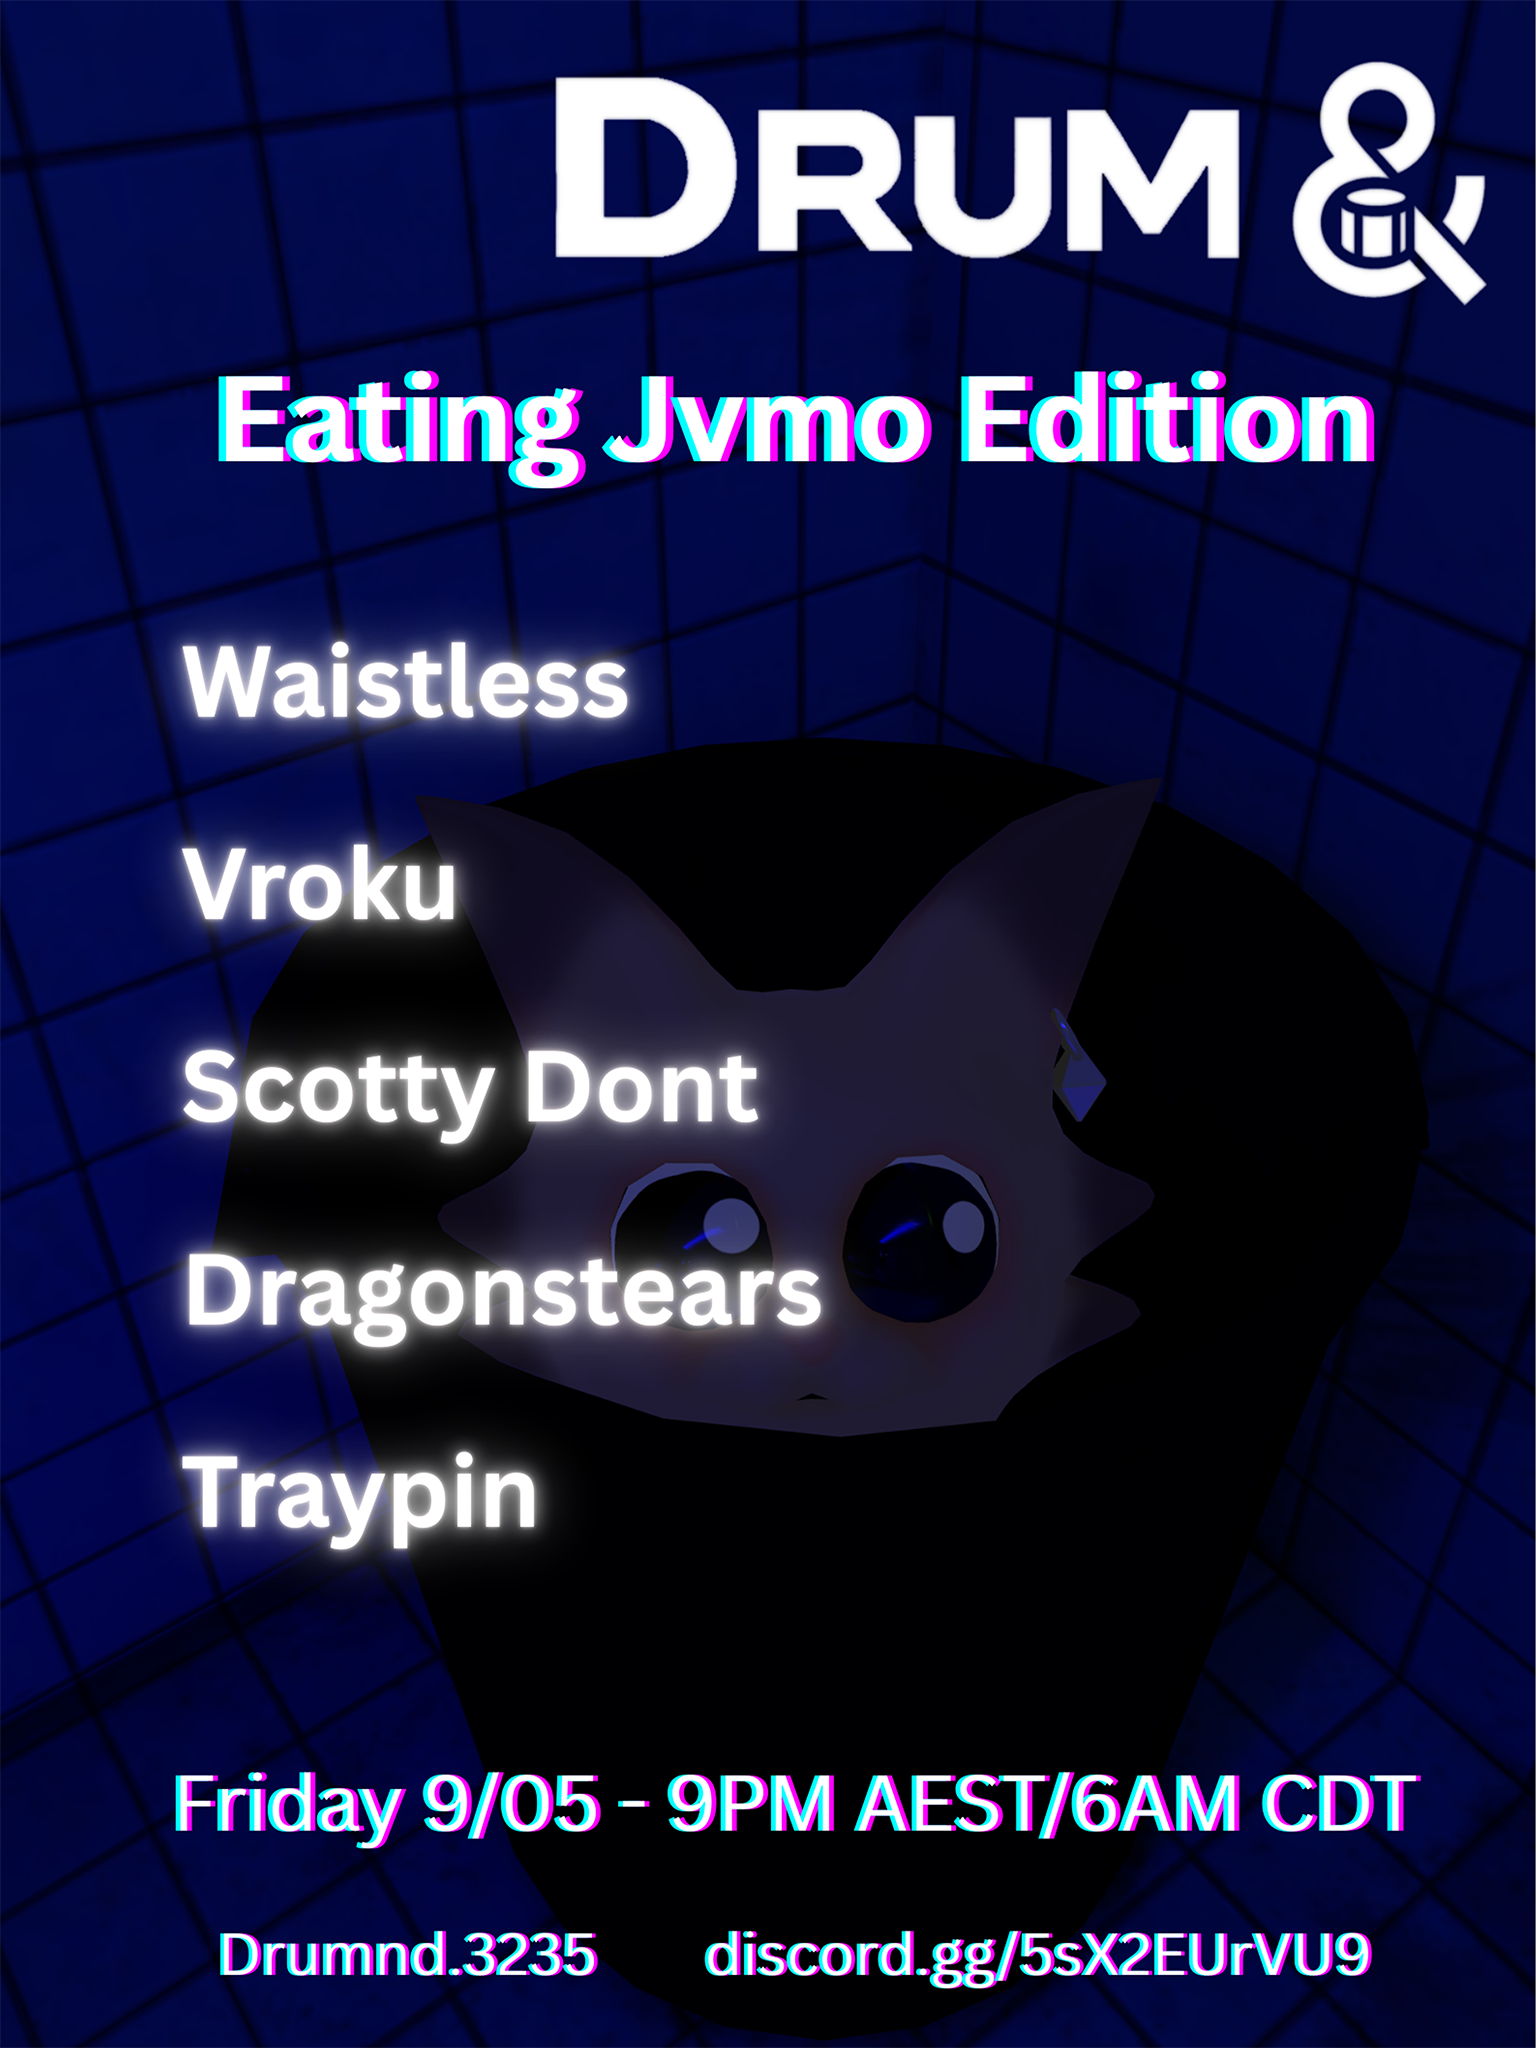 DRUM &
Eating Jvmo Edition
Waistless
Vroku
Scotty Dont
Dragonstears
Traypin
Friday 9/05 - 9PM AEST/6AM CDT
Drumnd.3235 discord.gg/5sX2EUrVU9